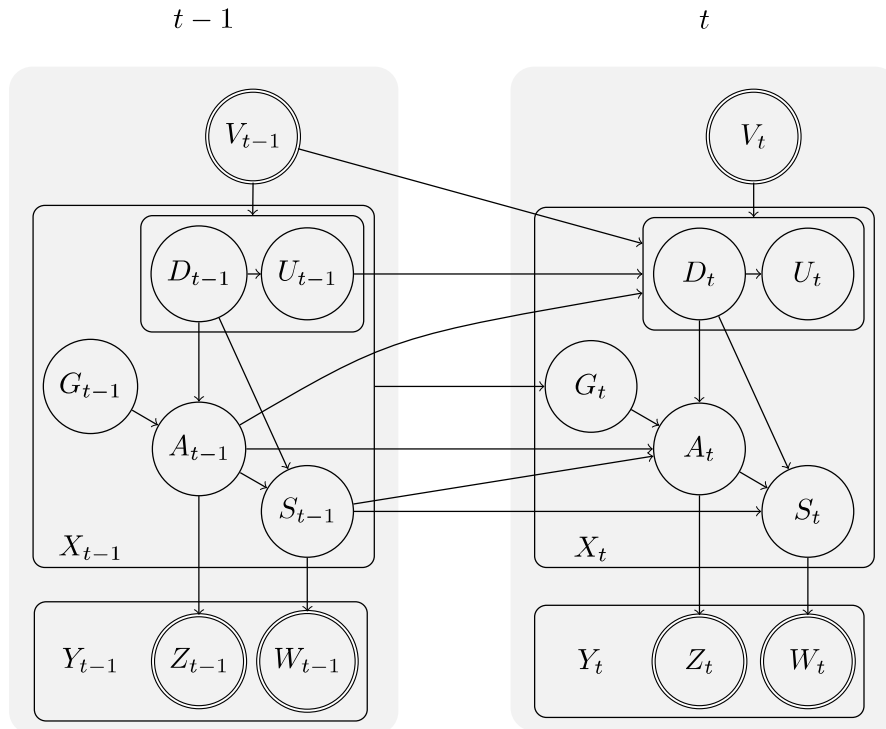 t − 1 t
V_{t−1} V_t
D_{t−1} U_{t−1} D_t U_t
G_{t−1} G_t
A_{t−1} A_t
S_{t−1} S_t
X_{t−1} X_t
Y_{t−1} Z_{t−1} W_{t−1} Y_t Z_t W_t